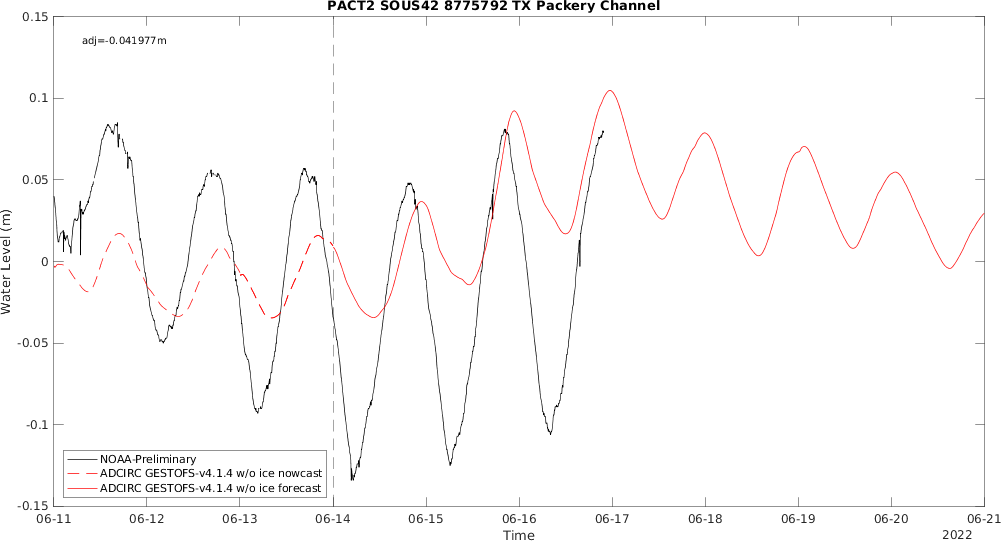 PACT2 SOUS42 8775792 TX Packery Channel
adj=-0.041977m
0.15
0.1
0.05
0
-0.05
-0.1
-0.15
Water Level (m)
NOAA-Preliminary
ADCIRC GESTOFS-v4.1.4 w/o ice nowcast
ADCIRC GESTOFS-v4.1.4 w/o ice forecast
06-11 06-12 06-13 06-14 06-15 06-16 06-17 06-18 06-19 06-20 06-21
Time
2022